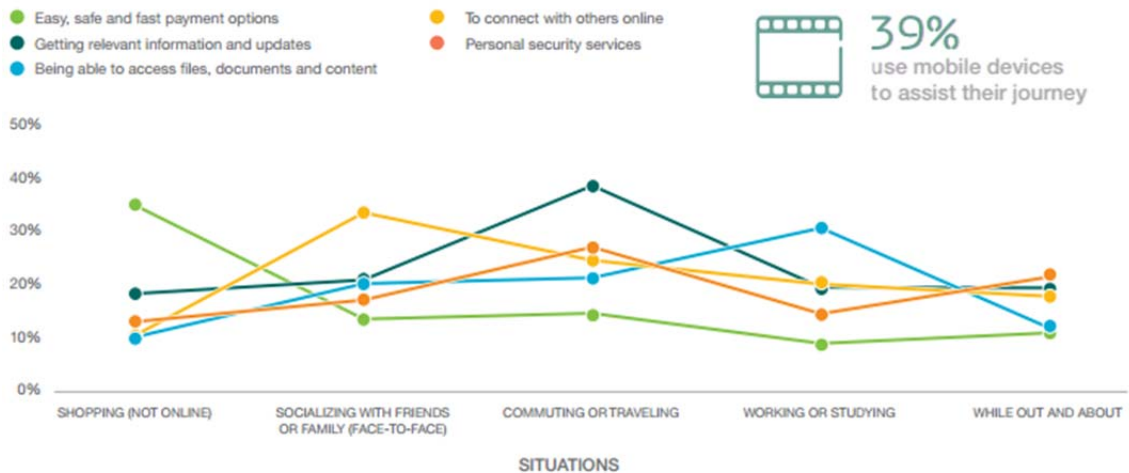 Easy, safe and fast payment options
Getting relevant information and updates
Being able to access files, documents and content
To connect with others online
Personal security services
39%
use mobile devices
to assist their journey
50%
40%
30%
20%
10%
0%
SHOPPING (NOT ONLINE)
SOCIALIZING WITH FRIENDS
OR FAMILY (FACE-TO-FACE)
COMMUTING OR TRAVELING
WORKING OR STUDYING
WHILE OUT AND ABOUT
SITUATIONS